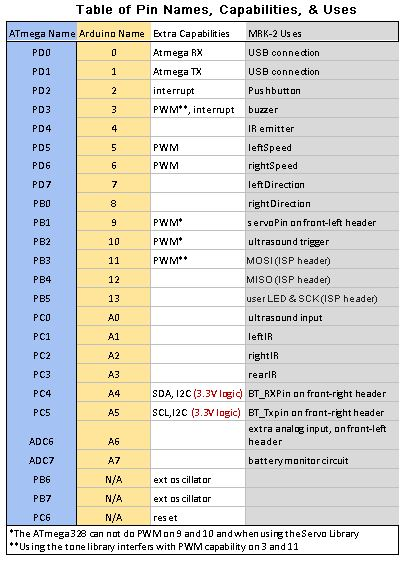 Table of Pin Names, Capabilities, & Uses
ATmega Name Arduino Name Extra Capabilities MRK-2 Uses
PD0 0 Atmega RX USB connection
PD1 1 Atmega TX USB connection
PD2 2 interrupt Pushbutton
PD3 3 PWM**, interrupt buzzer
PD4 4 IR emitter
PD5 5 PWM leftSpeed
PD6 6 PWM rightSpeed
PD7 7 leftDirection
PB0 8 rightDirection
PB1 9 PWM* servoPin on front-left header
PB2 10 PWM* ultrasound trigger
PB3 11 PWM** MOSI (ISP header)
PB4 12 MISO (ISP header)
PB5 13 user LED & SCK (ISP header)
PC0 A0 ultrasound input
PC1 A1 leftIR
PC2 A2 rightIR
PC3 A3 rearIR
PC4 A4 SDA, I2C (3.3V logic) BT_RXPin on front-right header
PC5 A5 SCL,I2C (3.3V logic) BT_Txpin on front-right header
ADC6 A6 extra analog input, on front-left
header
ADC7 A7 battery monitor circuit
PB6 N/A ext oscillator
PB7 N/A ext oscillator
PC6 N/A reset
*The ATmega328 can not do PWM on 9 and 10 and when using the Servo Library
**Using the tone library interfers with PWM capability on 3 and 11